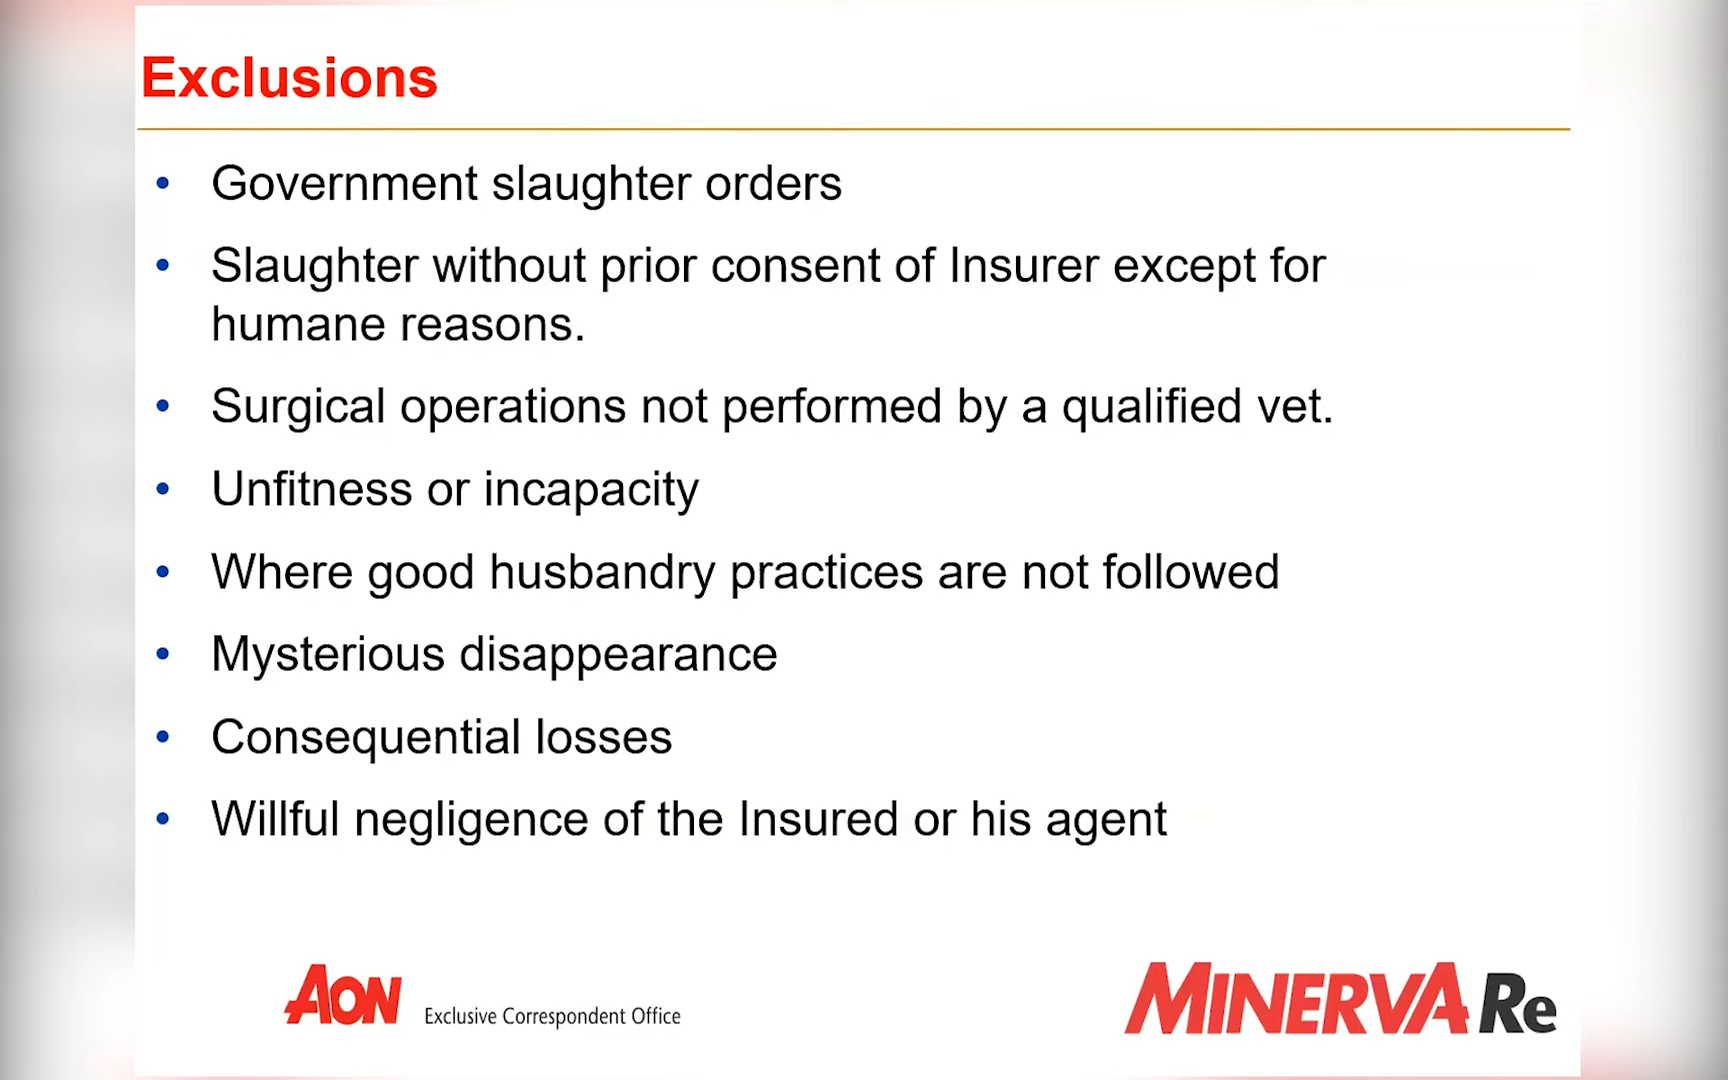 Exclusions
• Government slaughter orders
• Slaughter without prior consent of Insurer except for
humane reasons.
• Surgical operations not performed by a qualified vet.
• Unfitness or incapacity
• Where good husbandry practices are not followed
• Mysterious disappearance
• Consequential losses
• Willful negligence of the Insured or his agent
AON Exclusive Correspondent Office
MINERVA Re